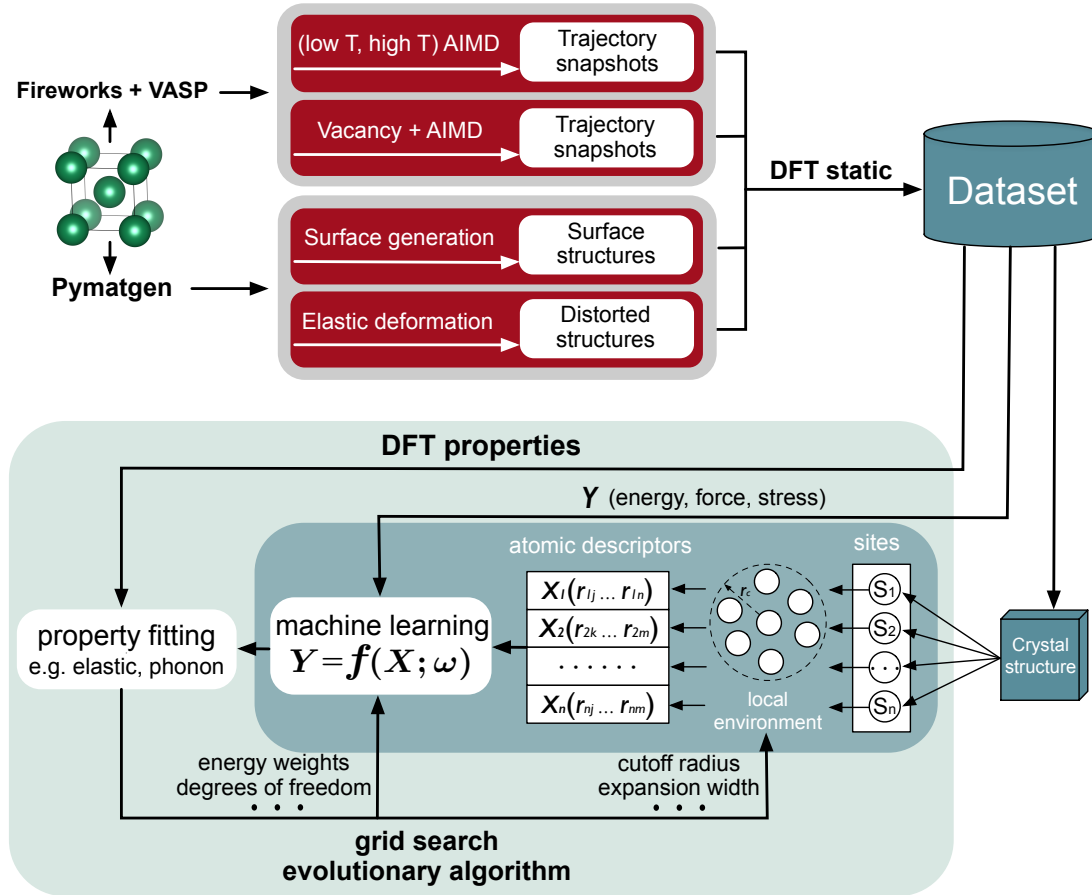 (low T, high T) AIMD
Trajectory
snapshots
Fireworks + VASP
Vacancy + AIMD
Trajectory
snapshots
DFT static
Dataset
Surface generation
Surface
structures
Pymatgen
Elastic deformation
Distorted
structures
DFT properties
Y (energy, force, stress)
atomic descriptors
sites
X1(r1j ... r1n)
rc
S1
property fitting
e.g. elastic, phonon
machine learning
Y = f(X; ω)
X2(r2k ... r2m)
S2
. . . . . .
...
Crystal
structure
Xn(rnj ... rnm)
Sn
local
environment
energy weights
degrees of freedom
• • •
cutoff radius
expansion width
• • •
grid search
evolutionary algorithm